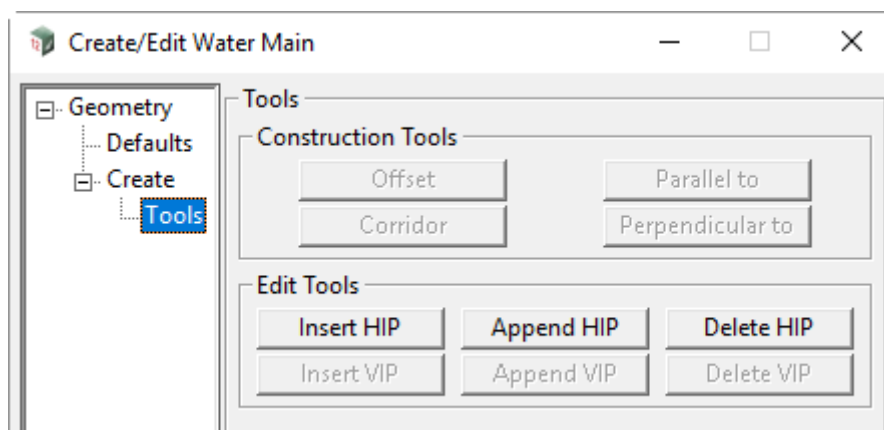 Create/Edit Water Main
Geometry
Defaults
Create
Tools
Tools
Construction Tools
Offset Parallel to
Corridor Perpendicular to
Edit Tools
Insert HIP Append HIP Delete HIP
Insert VIP Append VIP Delete VIP